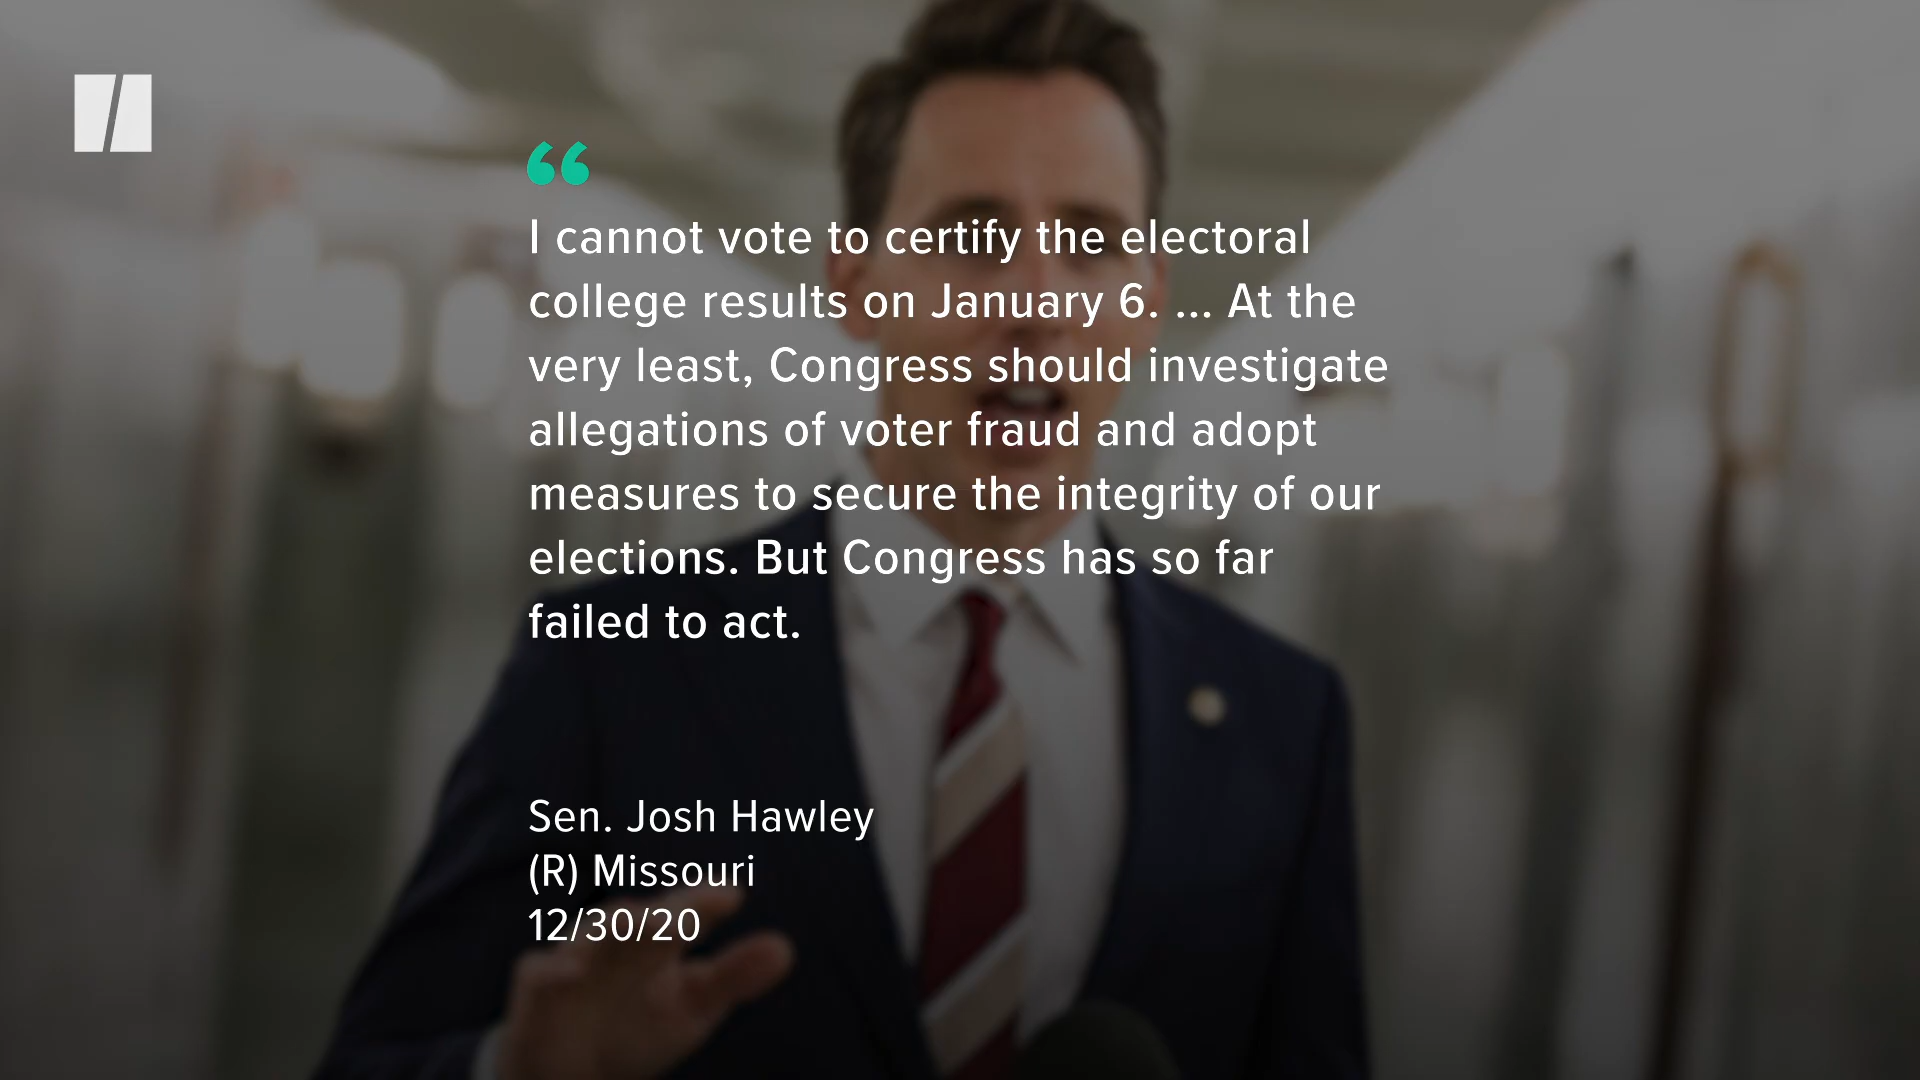 “
I cannot vote to certify the electoral
college results on January 6. ... At the
very least, Congress should investigate
allegations of voter fraud and adopt
measures to secure the integrity of our
elections. But Congress has so far
failed to act.
Sen. Josh Hawley
(R) Missouri
12/30/20